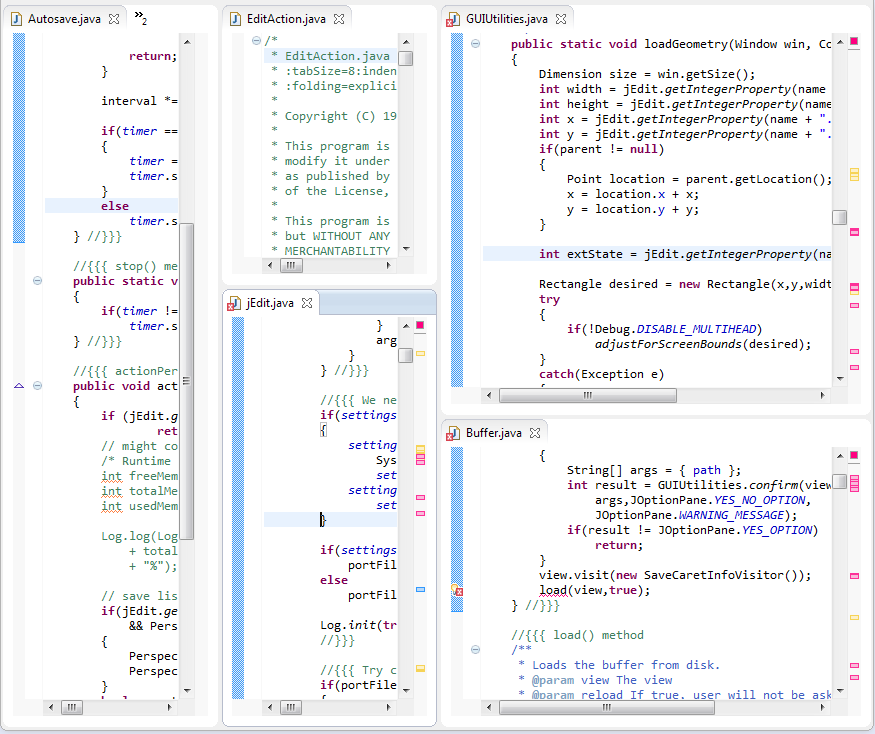 Autosave.java
»2
return;
}
interval *=
if(timer ==
{
timer =
timer.s
}
else
timer.s
} //}}}
//{{{ stop() me
public static v
{
if(timer !=
timer.s
} //}}}
//{{{ actionPer
public void act
{
if (jEdit.g
ret
// might co
/* Runtime
int freeMem
int totalMe
int usedMem
Log.log(Log
+ total
+ "%");
// save lis
if(jEdit.ge
&& Pers
{
Perspec
Perspec
}
EditAction.java
/*
* EditAction.java
* :tabSize=8:inden
* :folding=explici
*
* Copyright (C) 19
*
* This program is
* modify it under
* as published by
* of the License,
*
* This program is
* but WITHOUT ANY
* MERCHANTABILITY
jEdit.java
}
arg
}
} //}}}
//{{{ We ne
if(settings
{
setting
Sys
set
setting
set
}
if(settings
portFil
else
portFil
Log.init(tr
//}}}
//{{{ Try c
if(portFile
{
GUIUtilities.java
public static void loadGeometry(Window win, Co
{
Dimension size = win.getSize();
int width = jEdit.getIntegerProperty(name
int height = jEdit.getIntegerProperty(name
int x = jEdit.getIntegerProperty(name + ".
int y = jEdit.getIntegerProperty(name + ".
if(parent != null)
{
Point location = parent.getLocation();
x = location.x + x;
y = location.y + y;
}
int extState = jEdit.getIntegerProperty(na
Rectangle desired = new Rectangle(x,y,widt
try
{
if(!Debug.DISABLE_MULTIHEAD)
adjustForScreenBounds(desired);
}
catch(Exception e)
{
Buffer.java
{
String[] args = { path };
int result = GUIUtilities.confirm(view
args,JOptionPane.YES_NO_OPTION,
JOptionPane.WARNING_MESSAGE);
if(result != JOptionPane.YES_OPTION)
return;
}
view.visit(new SaveCaretInfoVisitor());
load(view,true);
} //}}}
//{{{ load() method
/**
* Loads the buffer from disk.
* @param view The view
* @param reload If true, user will not be ask